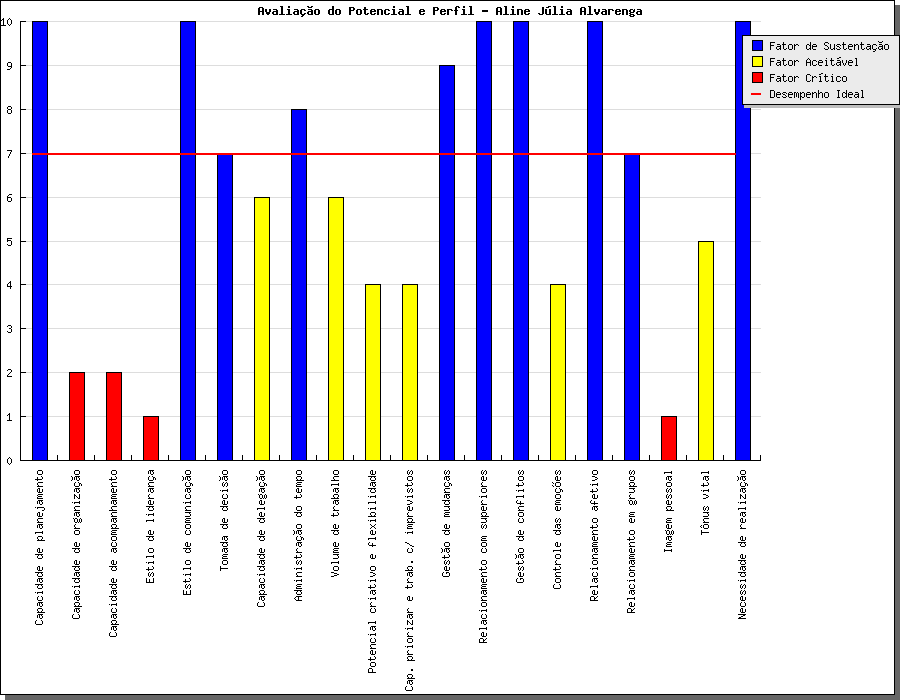 Avaliação do Potencial e Perfil - Aline Júlia Alvarenga
10
9
8
7
6
5
4
3
2
1
0
Fator de Sustentação
Fator Aceitável
Fator Crítico
Desempenho Ideal
Capacidade de planejamento
Capacidade de organização
Capacidade de acompanhamento
Estilo de liderança
Estilo de comunicação
Tomada de decisão
Capacidade de delegação
Administração do tempo
Volume de trabalho
Potencial criativo e flexibilidade
Cap. priorizar e trab. c/ imprevistos
Gestão de mudanças
Relacionamento com superiores
Gestão de conflitos
Controle das emoções
Relacionamento afetivo
Relacionamento em grupos
Imagem pessoal
Tônus vital
Necessidade de realização